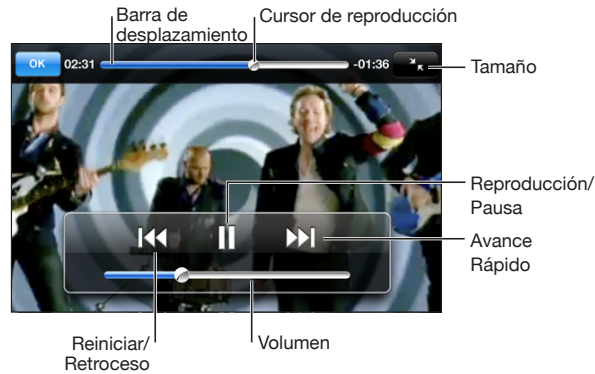 Barra de
desplazamiento
Cursor de reproducción
OK
02:31
-01:36
Tamaño
Reproducción/
Pausa
Avance
Rápido
Reiniciar/
Retroceso
Volumen